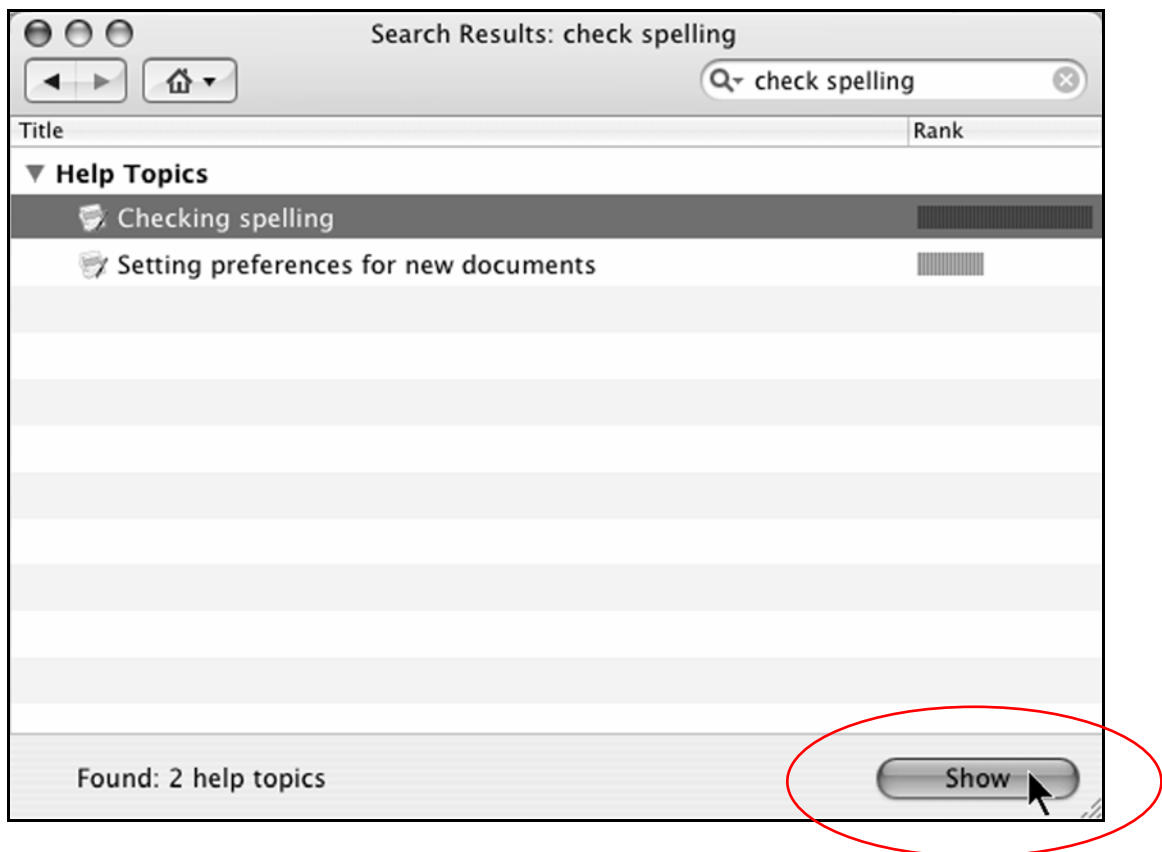 Search Results: check spelling
check spelling
Title Rank
Help Topics
Checking spelling
Setting preferences for new documents
Found: 2 help topics Show